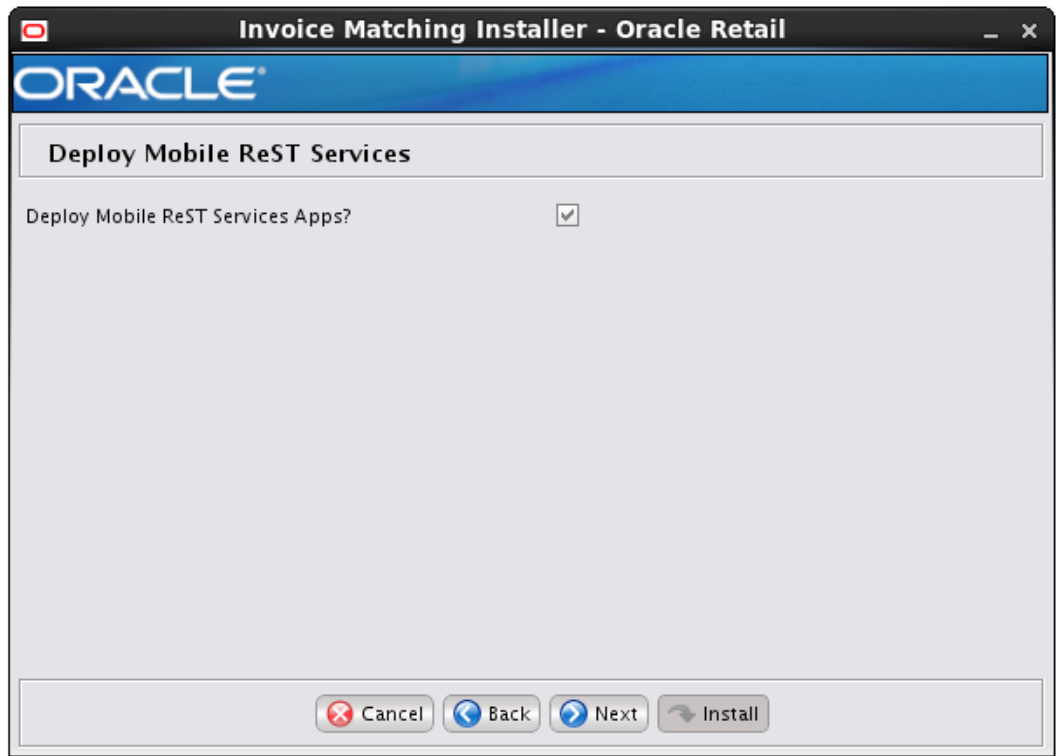 Invoice Matching Installer - Oracle Retail
ORACLE®
Deploy Mobile ReST Services
Deploy Mobile ReST Services Apps?
Cancel Back Next Install